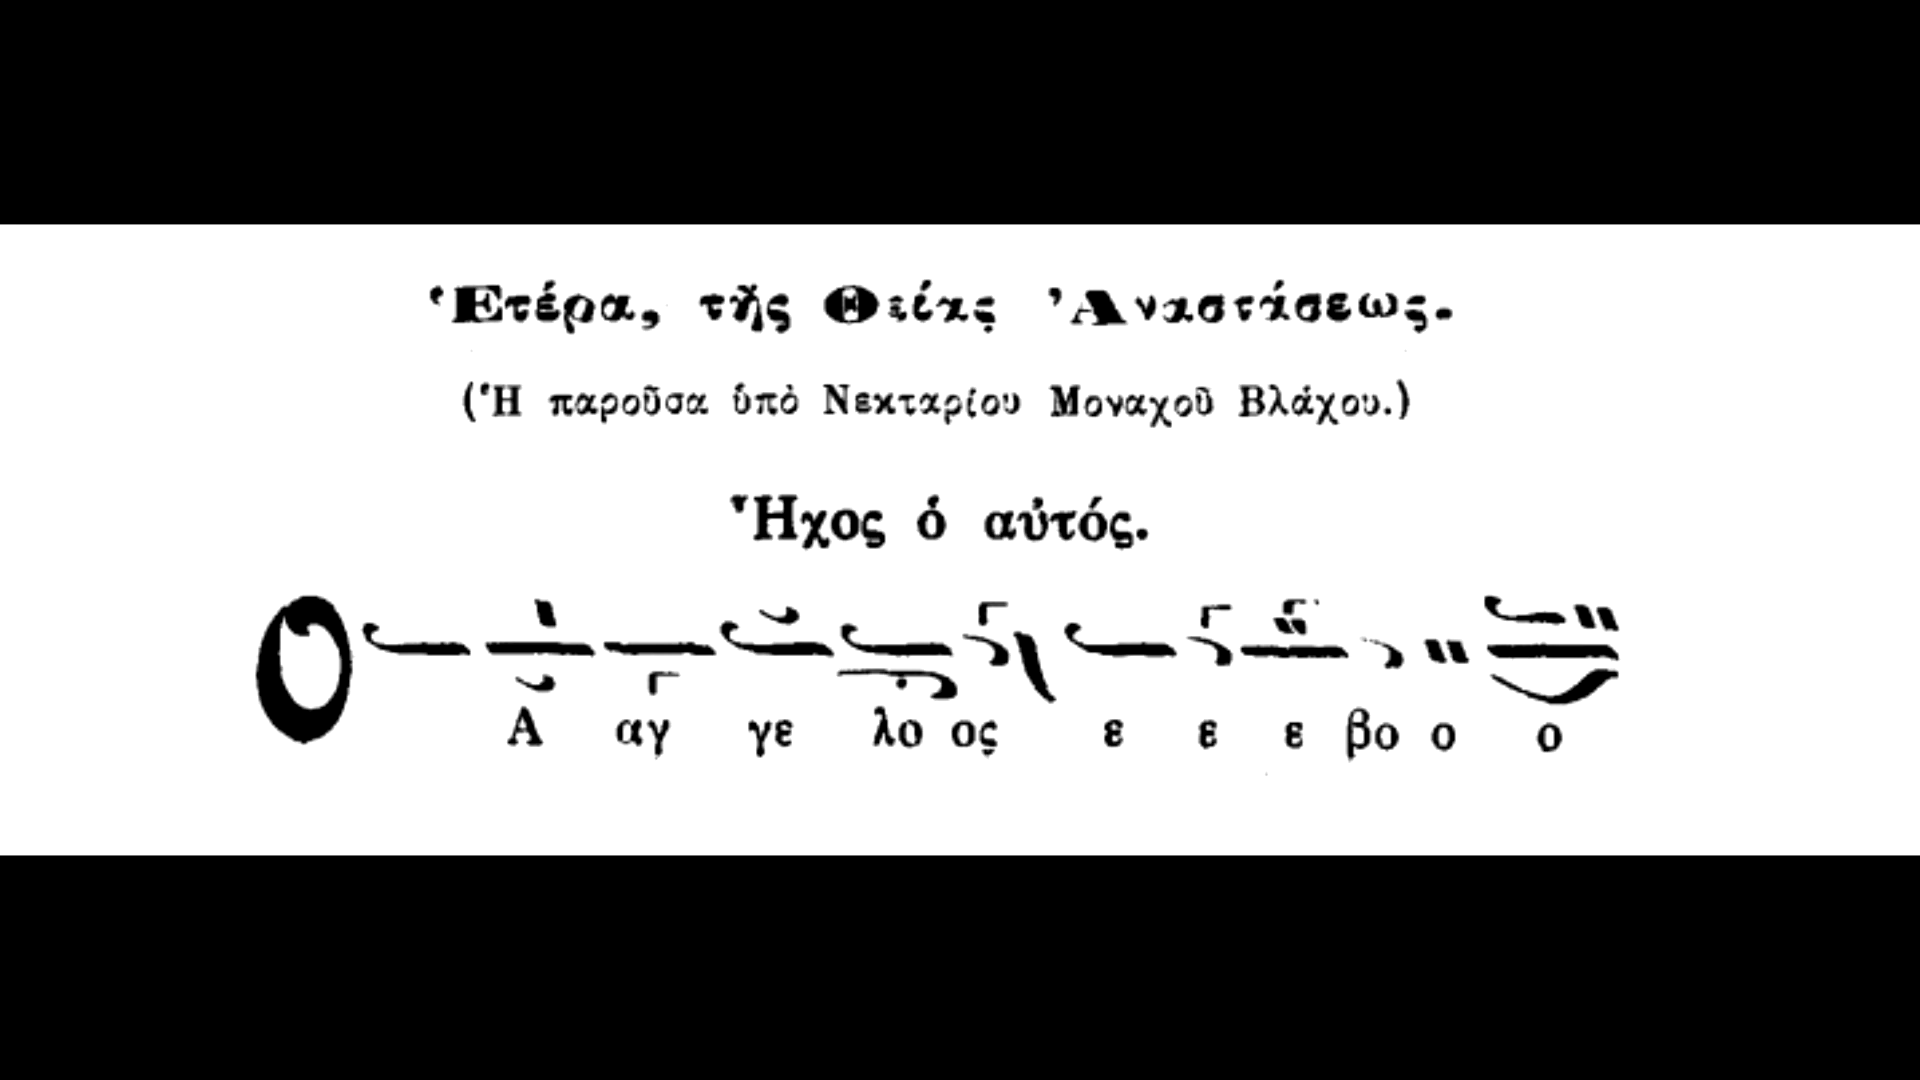 Ἑτέρα, τῆς Θείας Ἀναστάσεως.
(Ἡ παροῦσα ὑπὸ Νεκταρίου Μοναχοῦ Βλάχου.)
Ἦχος ὁ αὐτός.
Ο Α αγ γε λο ος ε ε ε βο ο ο